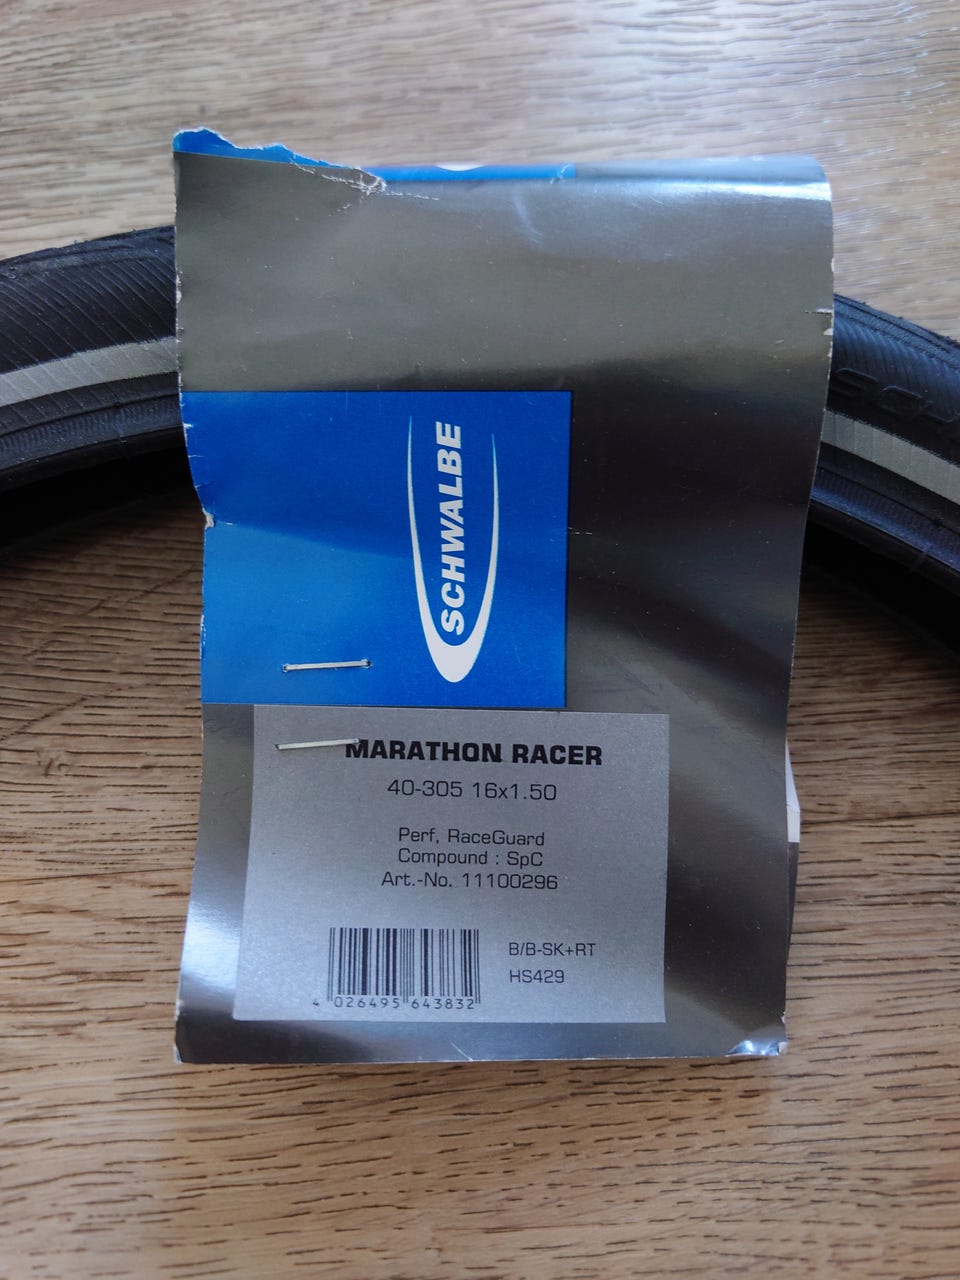 SCHWALBE
MARATHON RACER
40-305 16x1.50
Perf, RaceGuard
Compound : SpC
Art.-No. 11100296
B/B-SK+RT
HS429
4 026495 643832